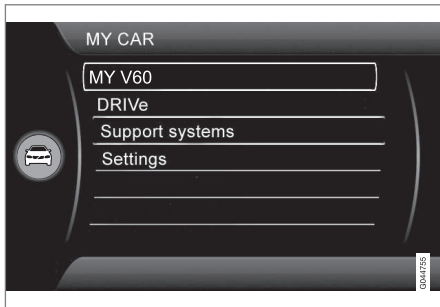 MY CAR
MY V60
DRIVe
Support systems
Settings
G044755